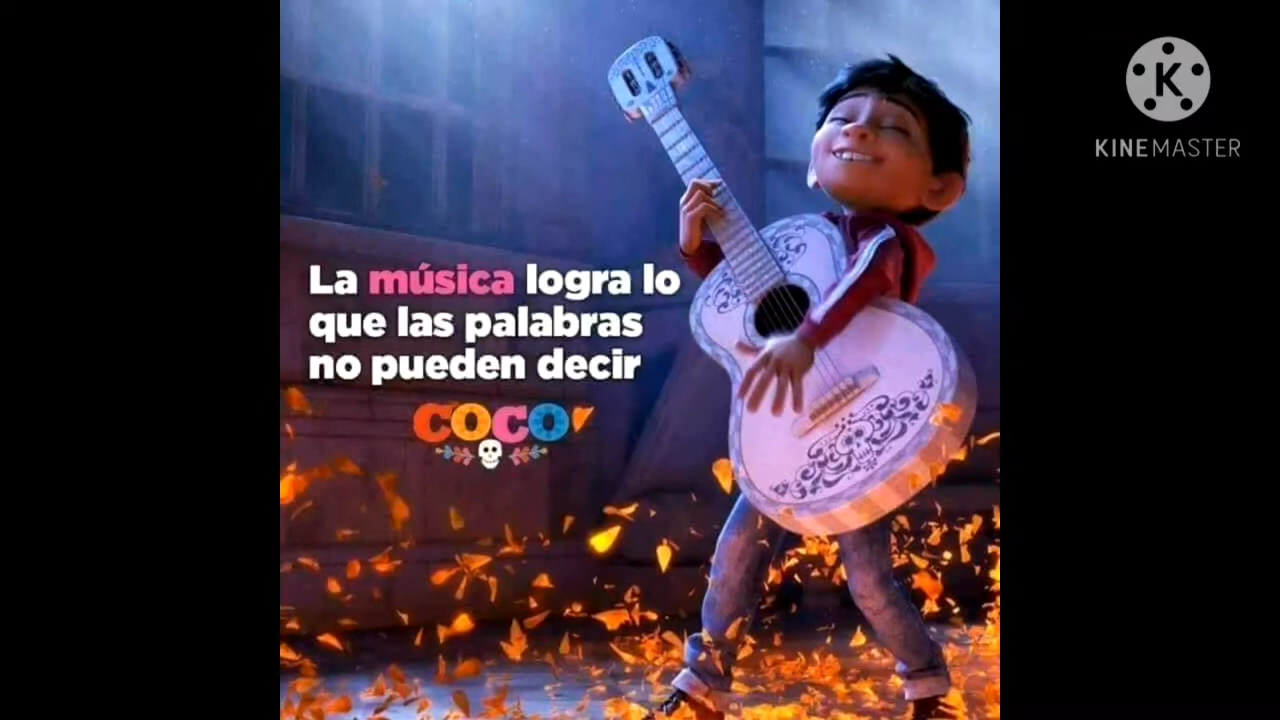 La música logra lo
que las palabras
no pueden decir
COCO
K
KINEMASTER